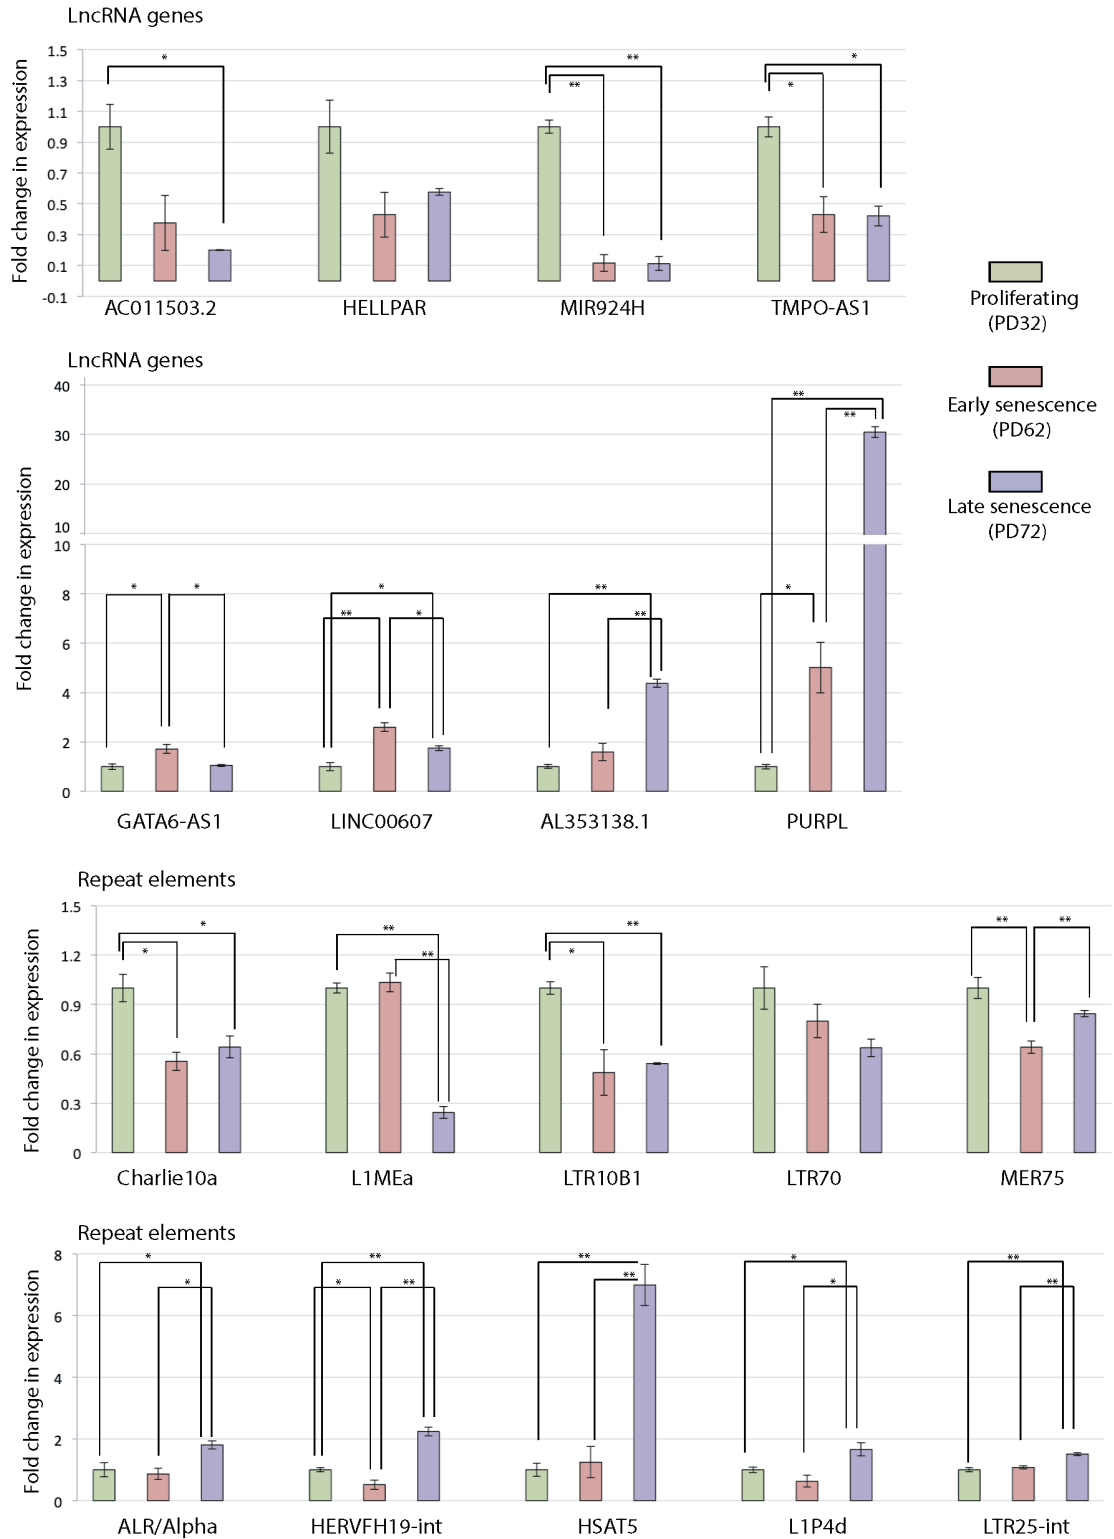 LncRNA genes
Fold change in expression
1.5
1.3
1.1
0.9
0.7
0.5
0.3
0.1
-0.1
*
** **
* *
AC011503.2 HELLPAR MIR924H TMPO-AS1
Proliferating
(PD32)
Early senescence
(PD62)
Late senescence
(PD72)
LncRNA genes
Fold change in expression
40
30
20
10
10
8
6
4
2
0
* *
** * *
** **
* ** **
GATA6-AS1 LINC00607 AL353138.1 PURPL
Repeat elements
Fold change in expression
1.5
1.2
0.9
0.6
0.3
0
* *
** **
* **
** **
Charlie10a L1MEa LTR10B1 LTR70 MER75
Repeat elements
Fold change in expression
8
6
4
2
0
* *
* ** **
** **
* *
** **
ALR/Alpha HERVFH19-int HSAT5 L1P4d LTR25-int